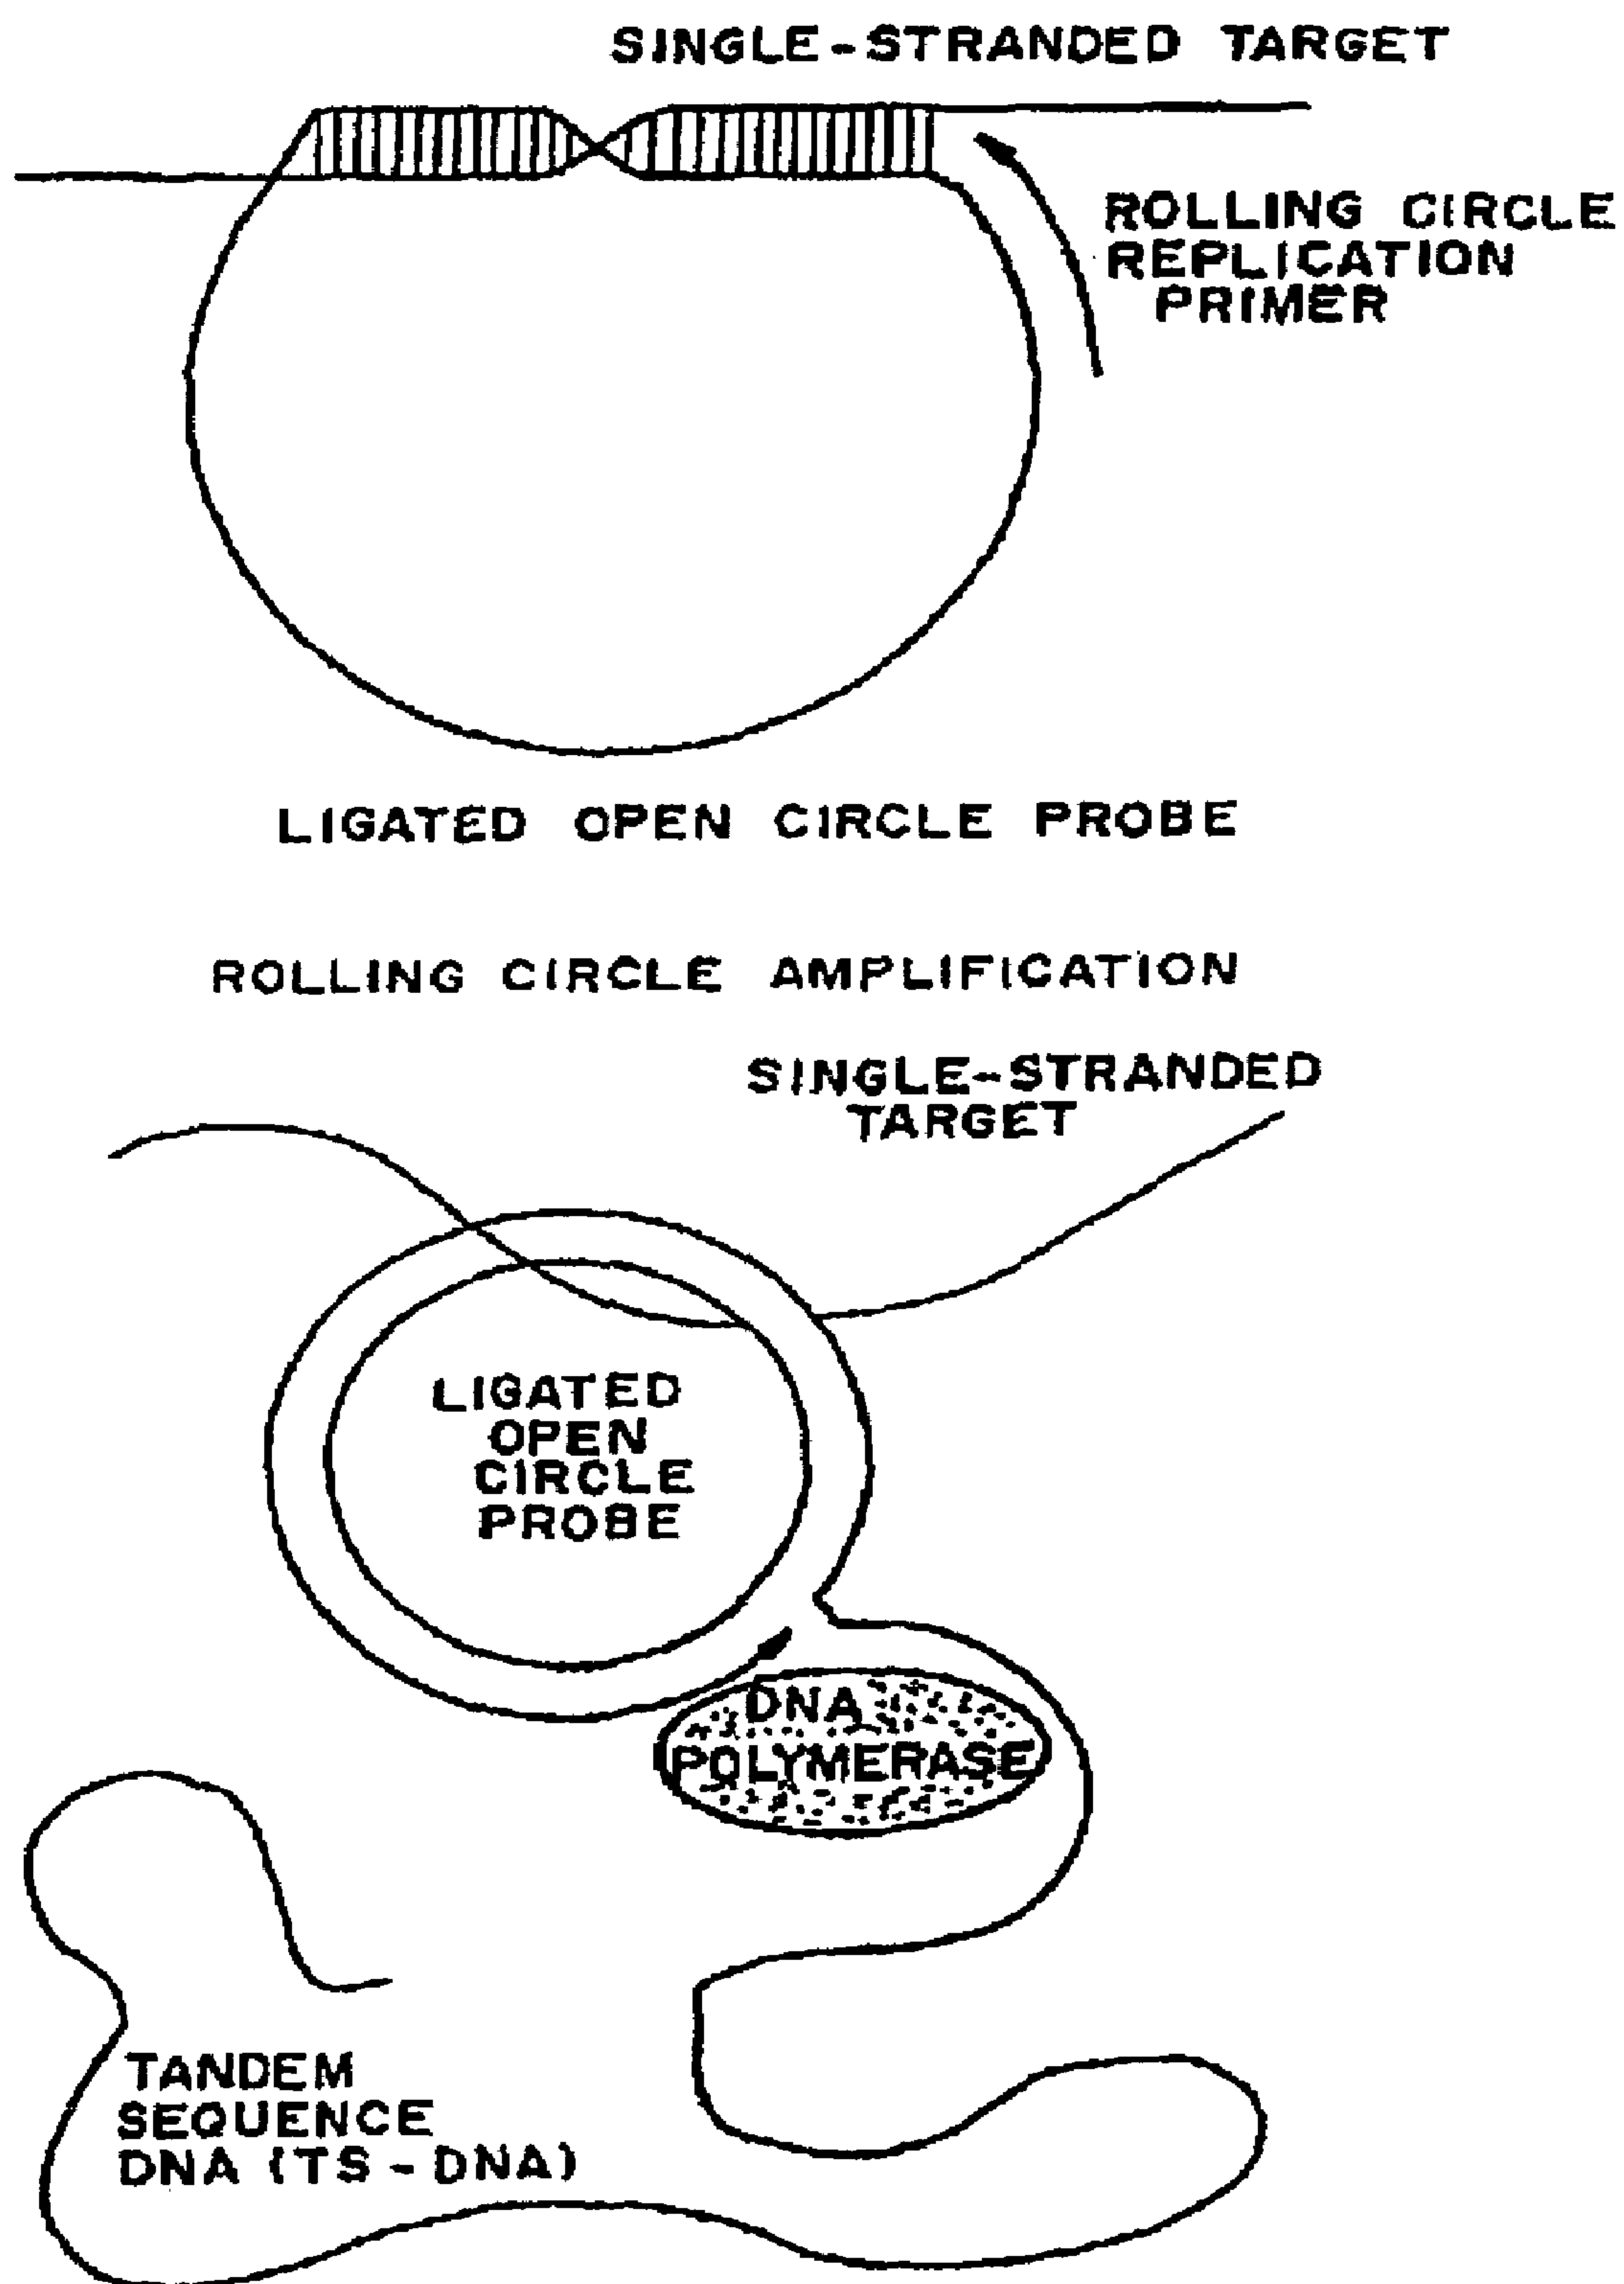 SINGLE-STRANDED TARGET
ROLLING CIRCLE
REPLICATION
PRIMER
LIGATED OPEN CIRCLE PROBE
ROLLING CIRCLE AMPLIFICATION
SINGLE-STRANDED
TARGET
LIGATED
OPEN
CIRCLE
PROBE
DNA
POLYMERASE
TANDEM
SEQUENCE
DNA (TS-DNA)